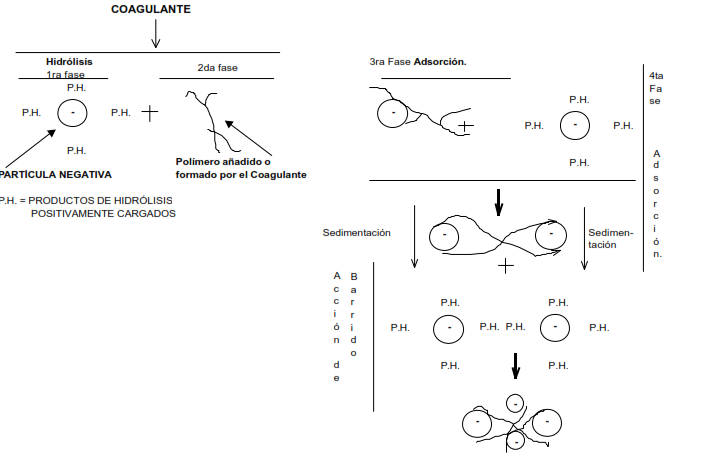 COAGULANTE
Hidrólisis
1ra fase
2da fase
P.H.
P.H.
-
P.H.
P.H.
PARTÍCULA NEGATIVA
Polímero añadido o
formado por el Coagulante
P.H. = PRODUCTOS DE HIDRÓLISIS
POSITIVAMENTE CARGADOS
3ra Fase Adsorción.
-
+
P.H.
P.H.
-
P.H.
P.H.
4ta
Fa
se
A
d
s
o
r
c
i
ó
n.
Sedimentación
-
-
Sedimen-
tación
+
A
c
c
i
ó
n
d
e
B
a
r
r
i
d
o
P.H.
P.H.
P.H.
-
P.H. P.H.
-
P.H.
P.H.
P.H.
-
-
-
-